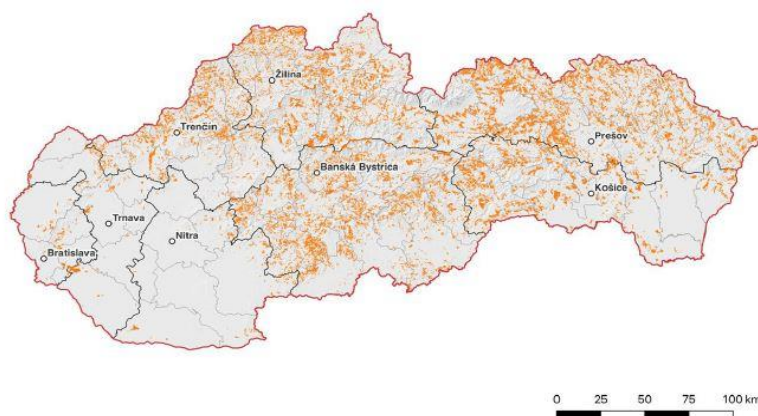 Žilina
Trenčín
Prešov
Banská Bystrica
Košice
Trnava
Nitra
Bratislava
0 25 50 75 100 km